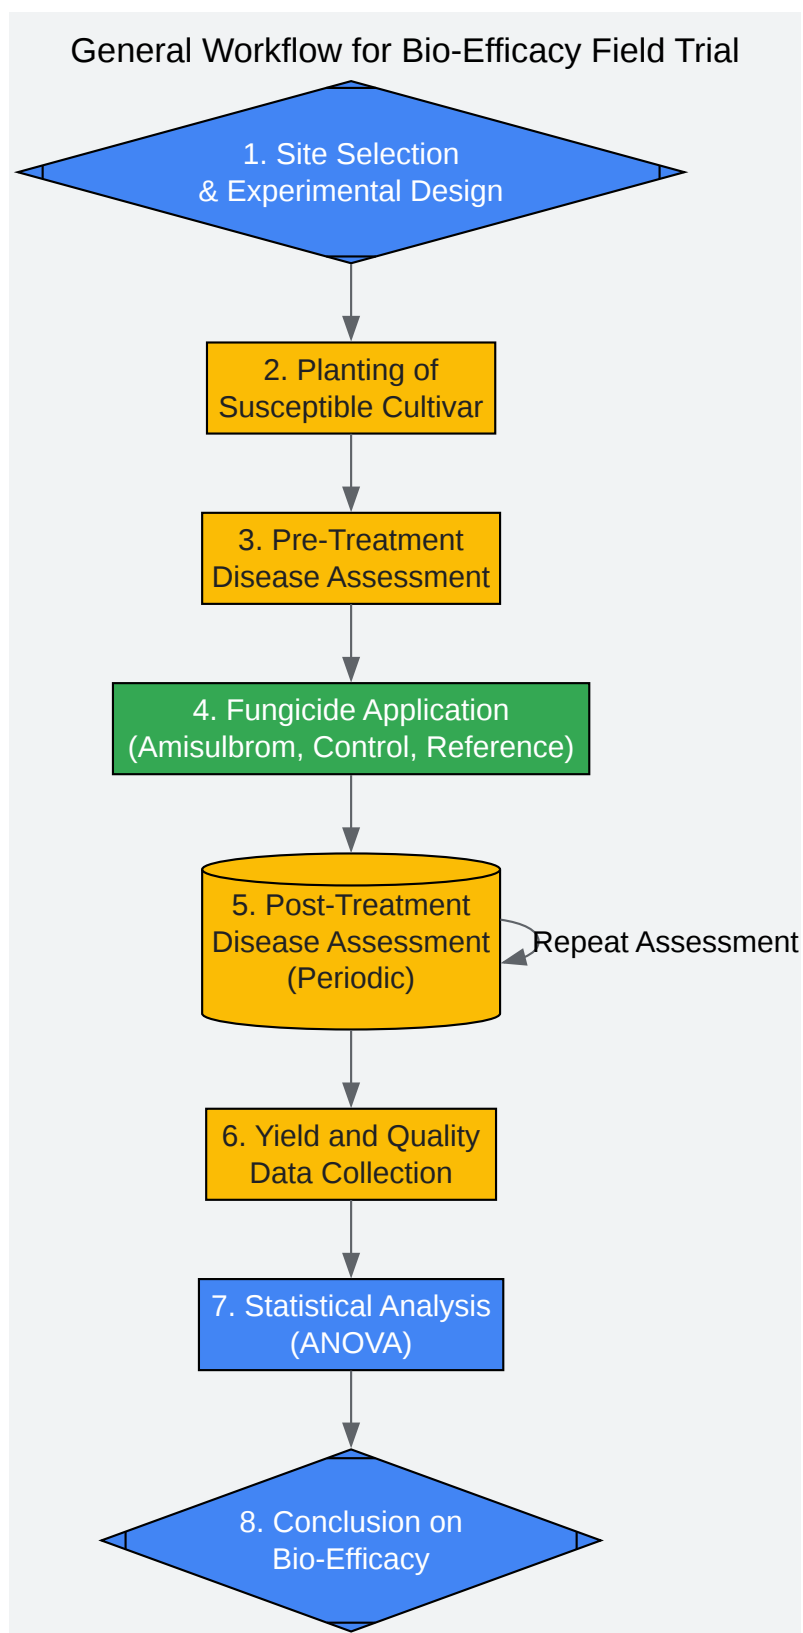 General Workflow for Bio-Efficacy Field Trial
1. Site Selection
& Experimental Design
2. Planting of
Susceptible Cultivar
3. Pre-Treatment
Disease Assessment
4. Fungicide Application
(Amisulbrom, Control, Reference)
5. Post-Treatment
Disease Assessment
(Periodic)
Repeat Assessment
6. Yield and Quality
Data Collection
7. Statistical Analysis
(ANOVA)
8. Conclusion on
Bio-Efficacy